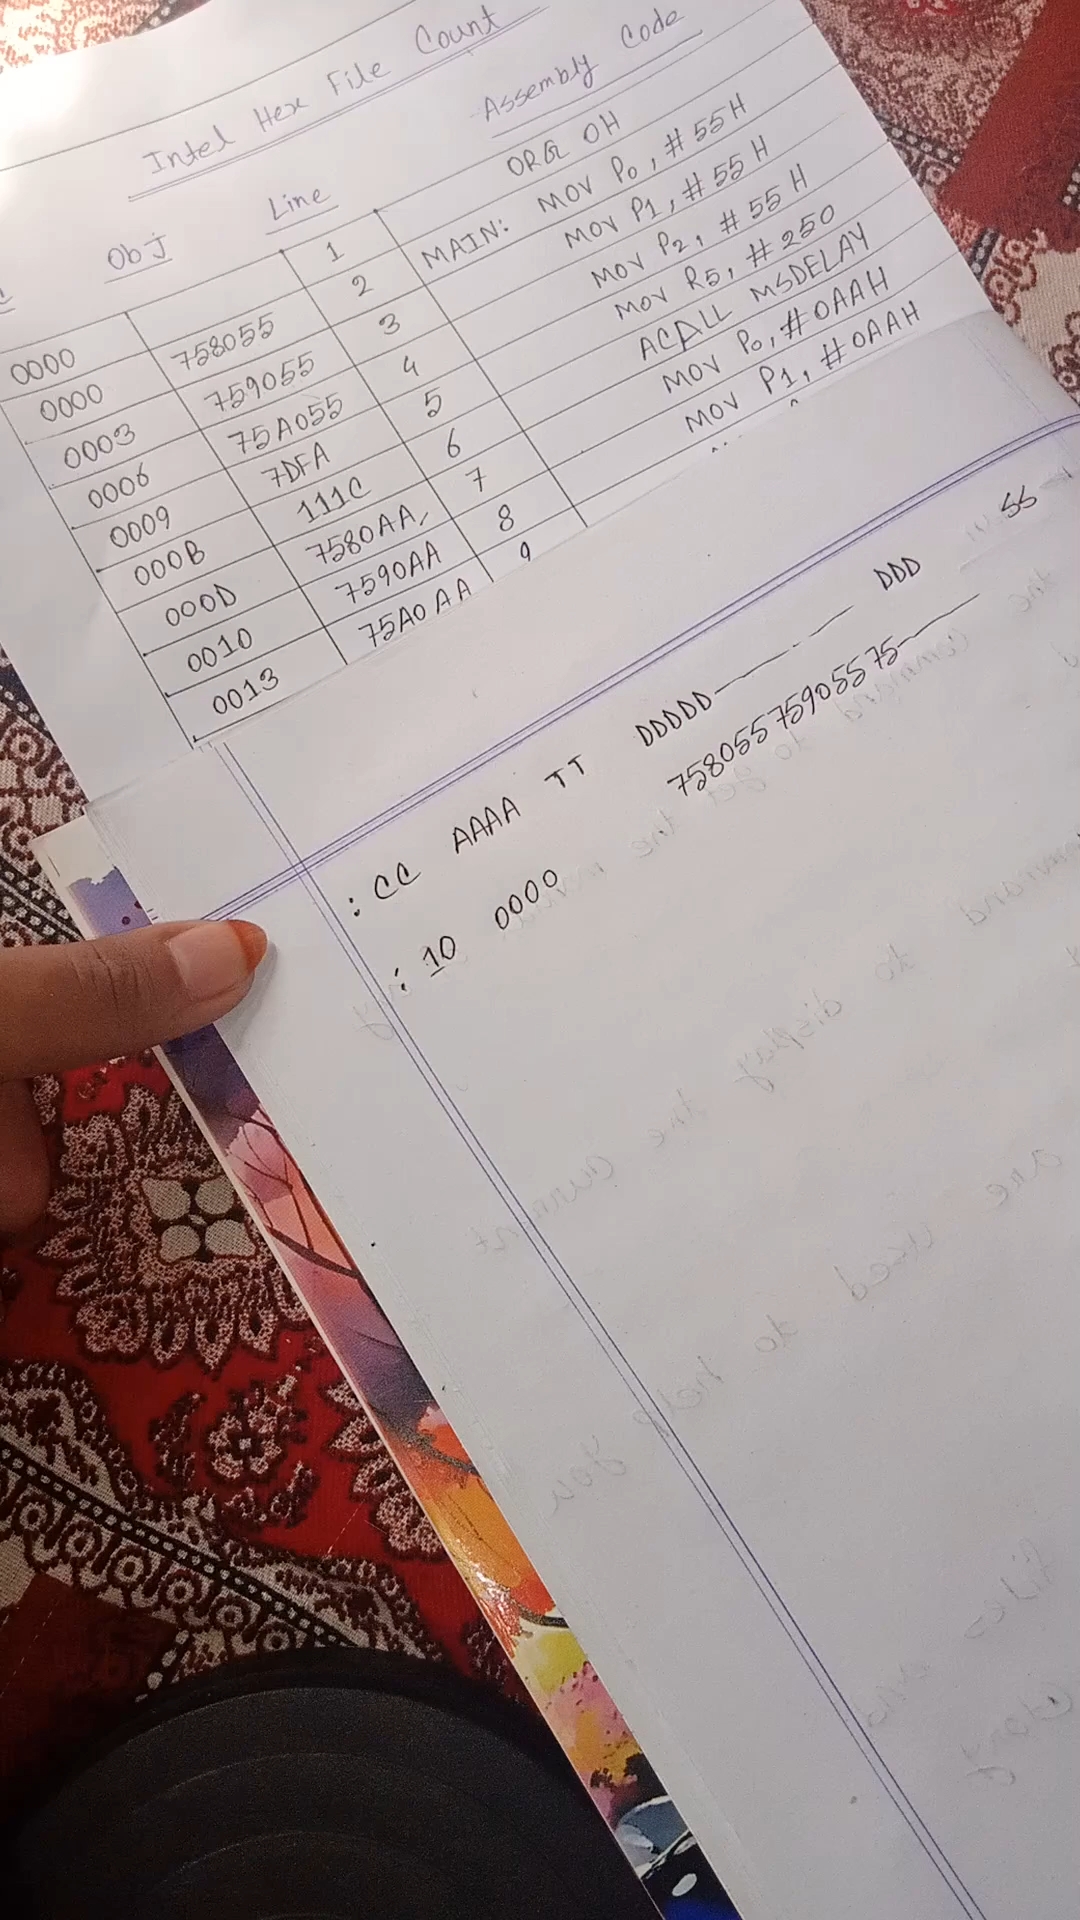 Intel Hex File Count
Obj Line Assembly Code
0000 1 ORG OH
0000 758055 2 MAIN: MOV P0, #55H
0003 759055 3 MOV P1, #55H
0006 75A055 4 MOV P2, #55H
0009 7DFA 5 MOV R5, #250
000B 111C 6 ACALL MSDELAY
000D 7580AA, 7 MOV P0, #0AAH
0010 7590AA 8 MOV P1, #0AAH
0013 75A0AA 9
: CC AAAA TT DDDDD DDD SS
: 10 0000 75805575905575